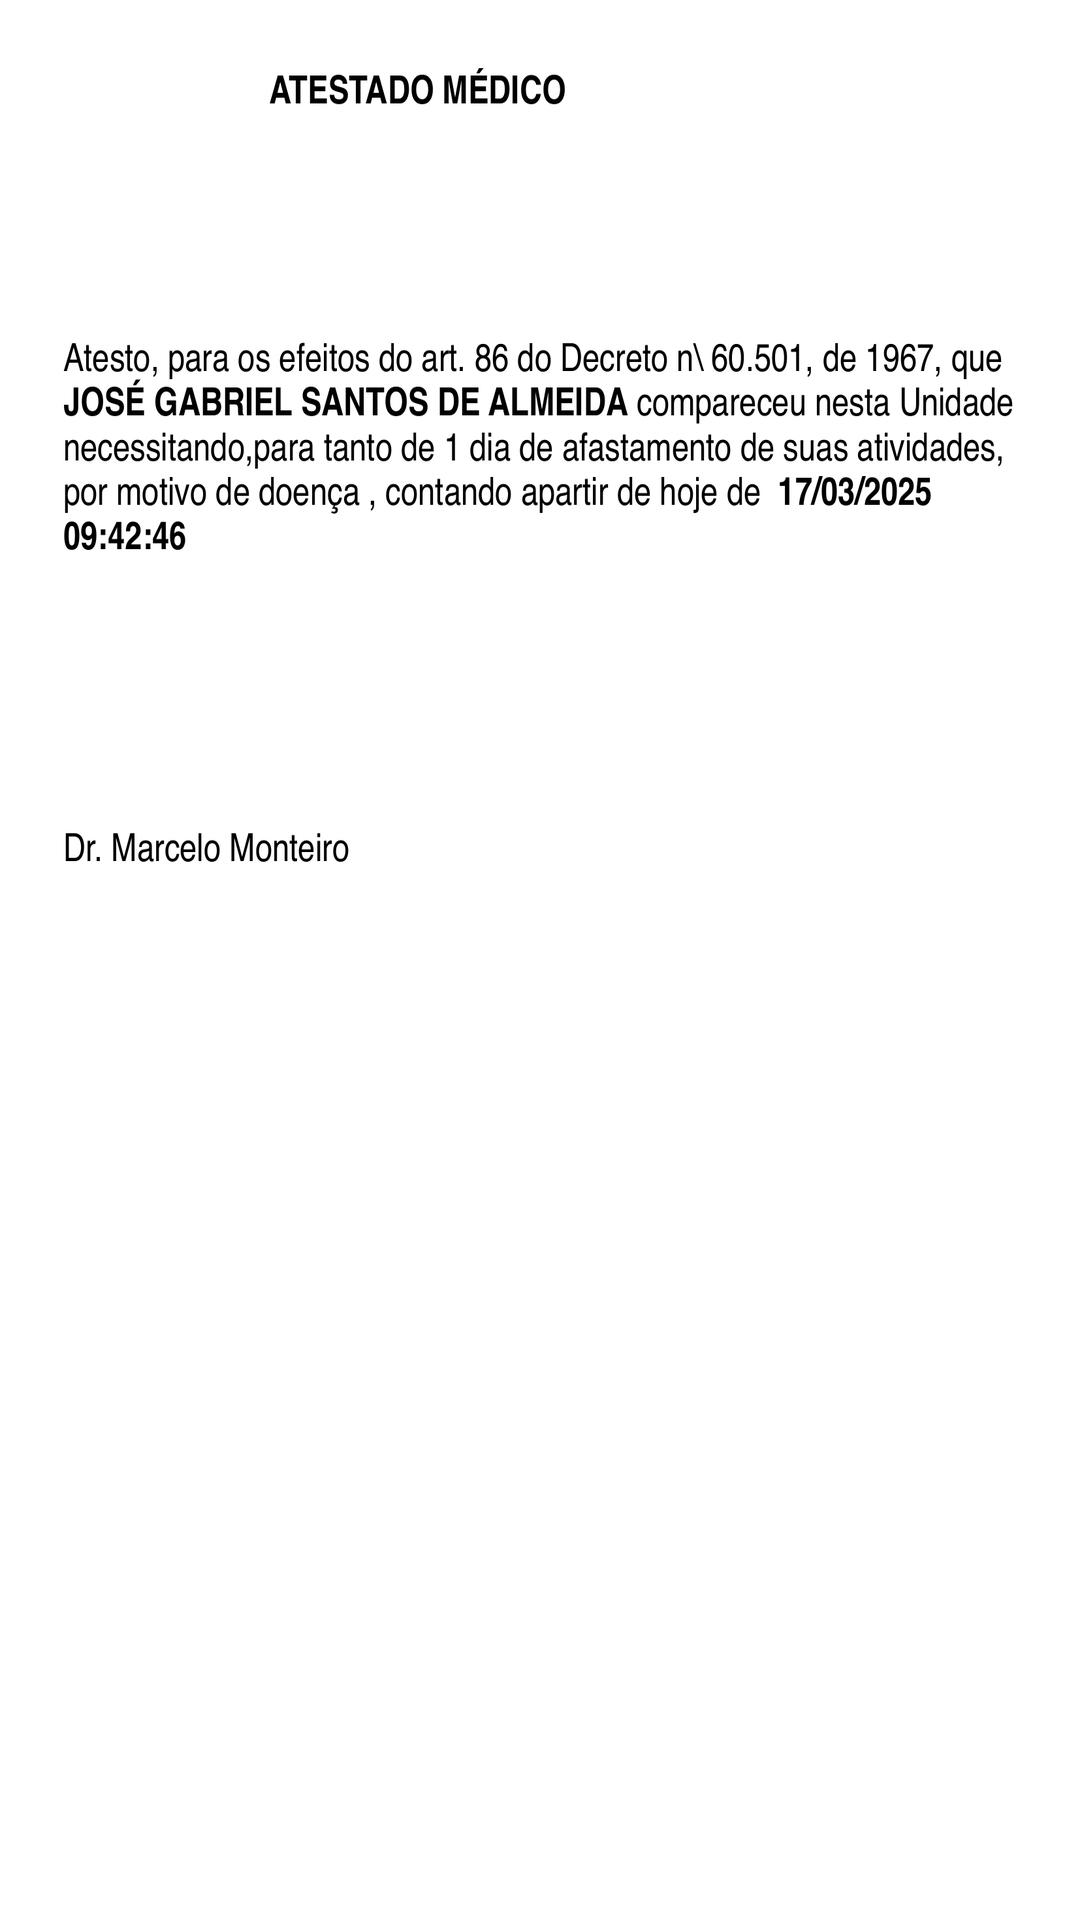 ATESTADO MÉDICO
Atesto, para os efeitos do art. 86 do Decreto n\ 60.501, de 1967, que
JOSÉ GABRIEL SANTOS DE ALMEIDA compareceu nesta Unidade
necessitando,para tanto de 1 dia de afastamento de suas atividades,
por motivo de doença , contando apartir de hoje de  17/03/2025
09:42:46
Dr. Marcelo Monteiro